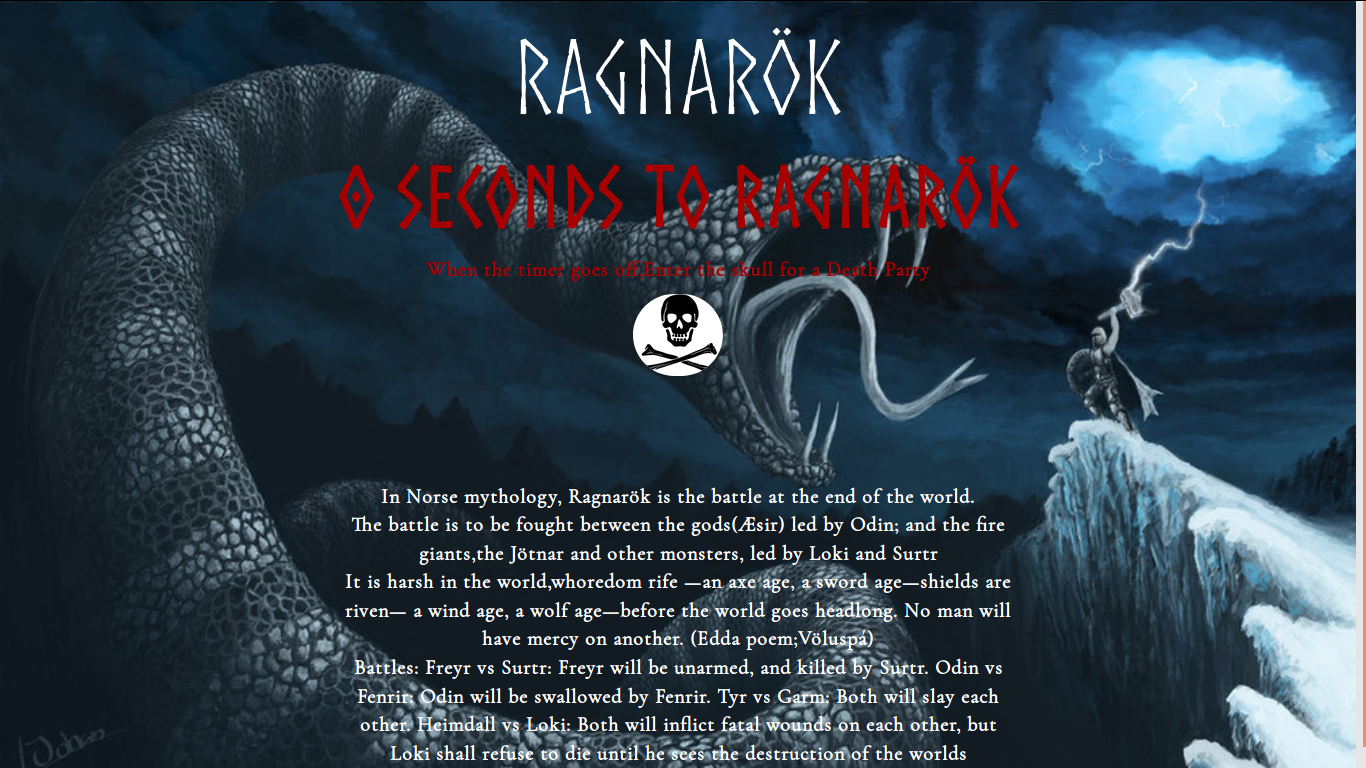 RAGNARÖK
0 SECONDS TO RAGNARÖK
When the timer goes off,Enter the skull for a Death Party
In Norse mythology, Ragnarök is the battle at the end of the world.
The battle is to be fought between the gods(Æsir) led by Odin; and the fire
giants,the Jötnar and other monsters, led by Loki and Surtr
It is harsh in the world,whoredom rife —an axe age, a sword age—shields are
riven— a wind age, a wolf age—before the world goes headlong. No man will
have mercy on another. (Edda poem;Völuspá)
Battles: Freyr vs Surtr: Freyr will be unarmed, and killed by Surtr. Odin vs
Fenrir: Odin will be swallowed by Fenrir. Tyr vs Garm: Both will slay each
other. Heimdall vs Loki: Both will inflict fatal wounds on each other, but
Loki shall refuse to die until he sees the destruction of the worlds